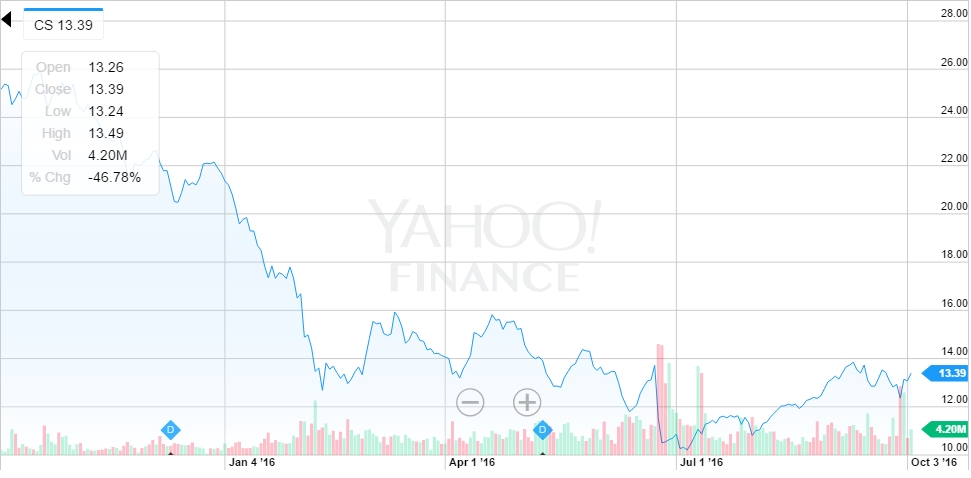 CS 13.39
Open 13.26
Close 13.39
Low 13.24
High 13.49
Vol 4.20M
% Chg -46.78%
YAHOO!
FINANCE
28.00
26.00
24.00
22.00
20.00
18.00
16.00
14.00
13.39
12.00
4.20M
10.00
D
D
Jan 4 '16
Apr 1 '16
Jul 1 '16
Oct 3 '16